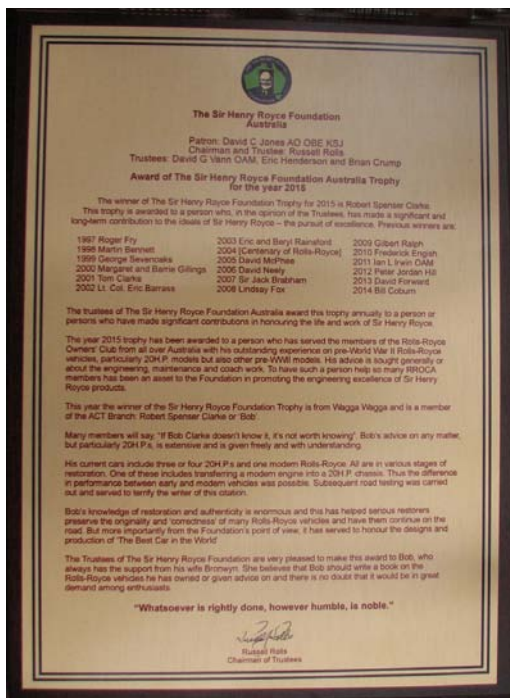 The Sir Henry Royce Foundation
Australia
Patron: David C Jones AO OBE KSJ
Chairman and Trustee: Russell Rolls
Trustees: David G Vann OAM, Eric Henderson and Brian Crump
Award of The Sir Henry Royce Foundation Australia Trophy
for the year 2015
The winner of The Sir Henry Royce Foundation Trophy for 2015 is Robert Spenser Clarke.
This trophy is awarded to a person who, in the opinion of the Trustees, has made a significant and
long-term contribution to the ideals of Sir Henry Royce – the pursuit of excellence. Previous winners are:
1997 Roger Fry
1998 Martin Bennett
1999 George Sevenoaks
2000 Margaret and Barrie Gillings
2001 Tom Clarke
2002 Lt. Col. Eric Barrass
2003 Eric and Beryl Rainsford
2004 [Centenary of Rolls-Royce]
2005 David McPhee
2006 David Neely
2007 Sir Jack Brabham
2008 Lindsay Fox
2009 Gilbert Ralph
2010 Frederick Engish
2011 Ian L Irwin OAM
2012 Peter Jordan Hill
2013 David Forward
2014 Bill Coburn
The trustees of The Sir Henry Royce Foundation Australia award this trophy annually to a person or
persons who have made significant contributions in honouring the life and work of Sir Henry Royce.
The year 2015 trophy has been awarded to a person who has served the members of the Rolls-Royce
Owners' Club from all over Australia with his outstanding experience on pre-World War II Rolls-Royce
vehicles, particularly 20H.P. models but also other pre-WWII models. His advice is sought generally or
about the engineering, maintenance and coach work. To have such a person help so many RROCA
members has been an asset to the Foundation in promoting the engineering excellence of Sir Henry
Royce products.
This year the winner of the Sir Henry Royce Foundation Trophy is from Wagga Wagga and is a member
of the ACT Branch: Robert Spenser Clarke or 'Bob'.
Many members will say, "If Bob Clarke doesn't know it, it's not worth knowing". Bob's advice on any matter,
but particularly 20H.P.s, is extensive and is given freely and with understanding.
His current cars include three or four 20H.P.s and one modern Rolls-Royce. All are in various stages of
restoration. One of these includes transferring a modern engine into a 20H.P. chassis. Thus the difference
in performance between early and modern vehicles was possible. Subsequent road testing was carried
out and served to terrify the writer of this citation.
Bob's knowledge of restoration and authenticity is enormous and this has helped serious restorers
preserve the originality and 'correctness' of many Rolls-Royce vehicles and have them continue on the
road. But more importantly from the Foundation's point of view, it has served to honour the designs and
production of 'The Best Car in the World'
The Trustees of The Sir Henry Royce Foundation are very pleased to make this award to Bob, who
always has the support from his wife Bronwyn. She believes that Bob should write a book on the
Rolls-Royce vehicles he has owned or given advice on and there is no doubt that it would be in great
demand among enthusiasts.
"Whatsoever is rightly done, however humble, is noble."
Russell Rolls
Chairman of Trustees